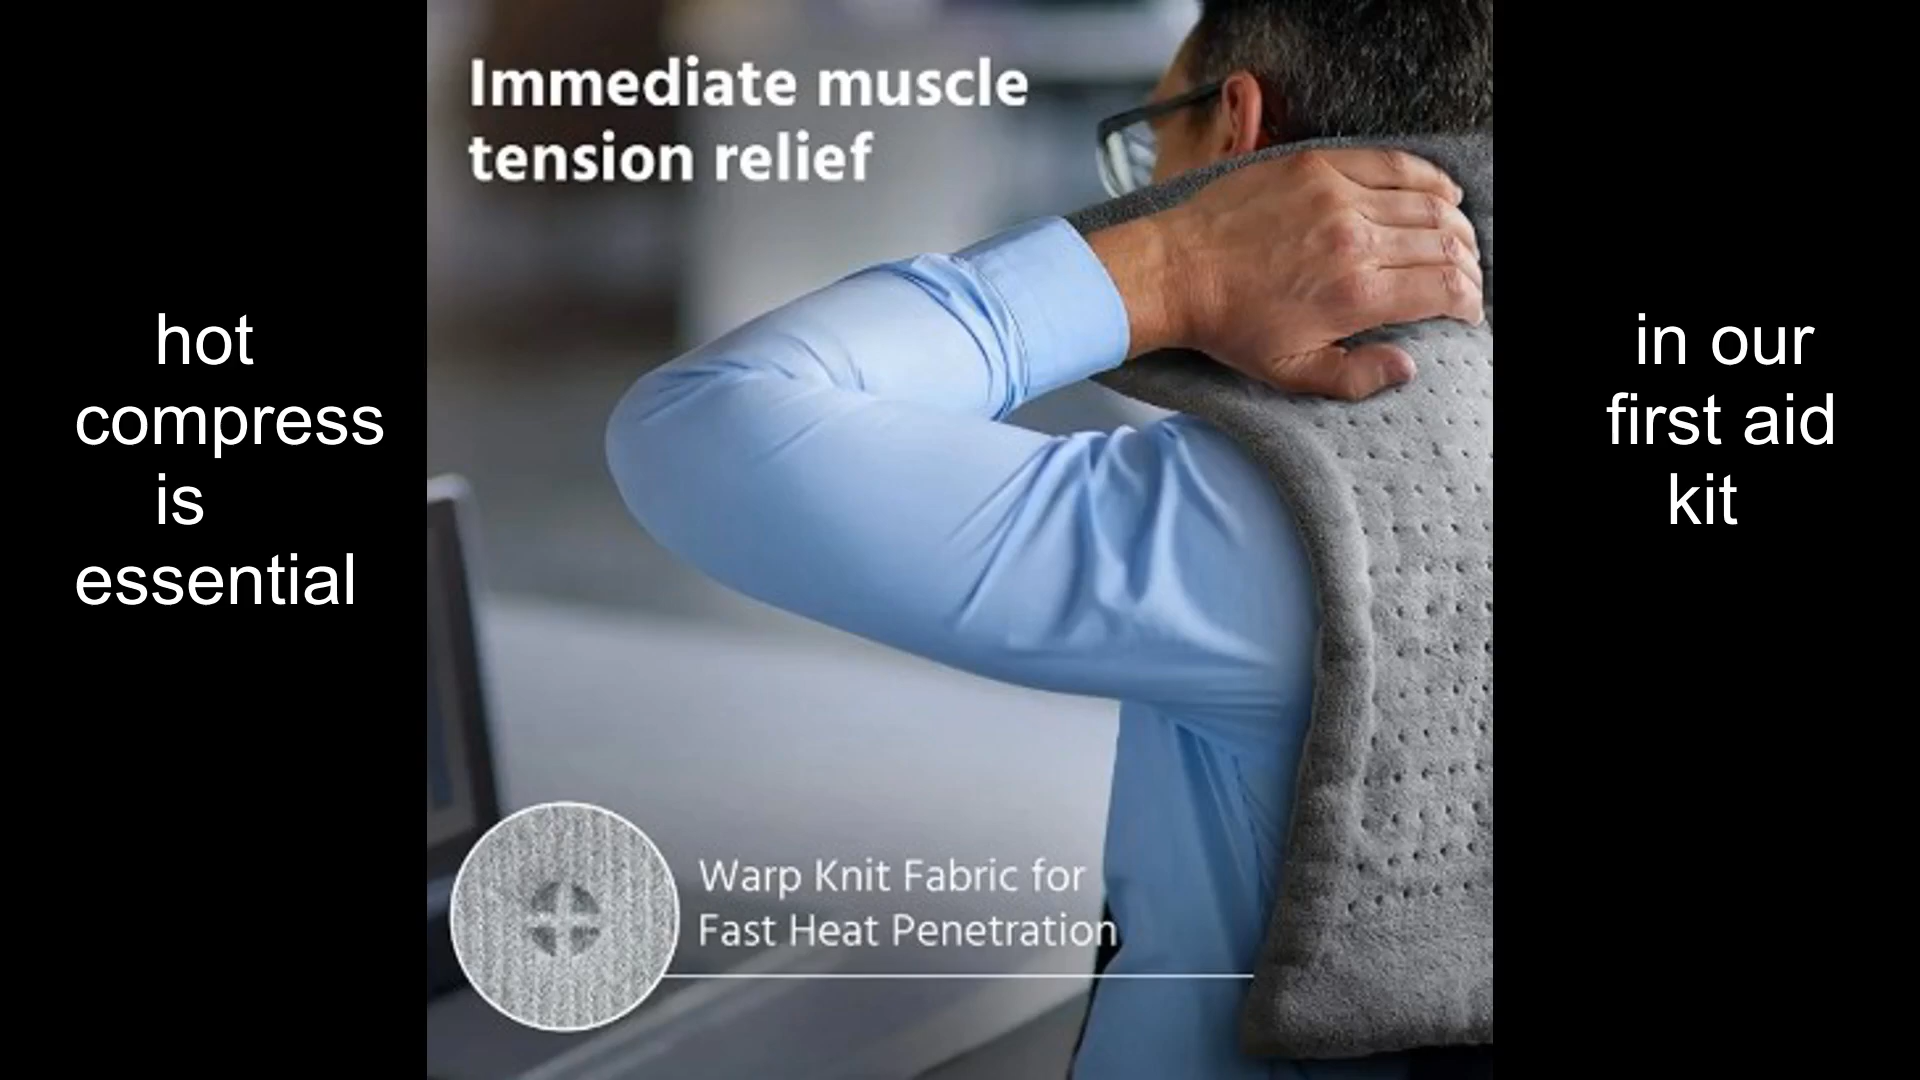 hot
compress
is
essential
Immediate muscle
tension relief
Warp Knit Fabric for
Fast Heat Penetration
in our
first aid
kit